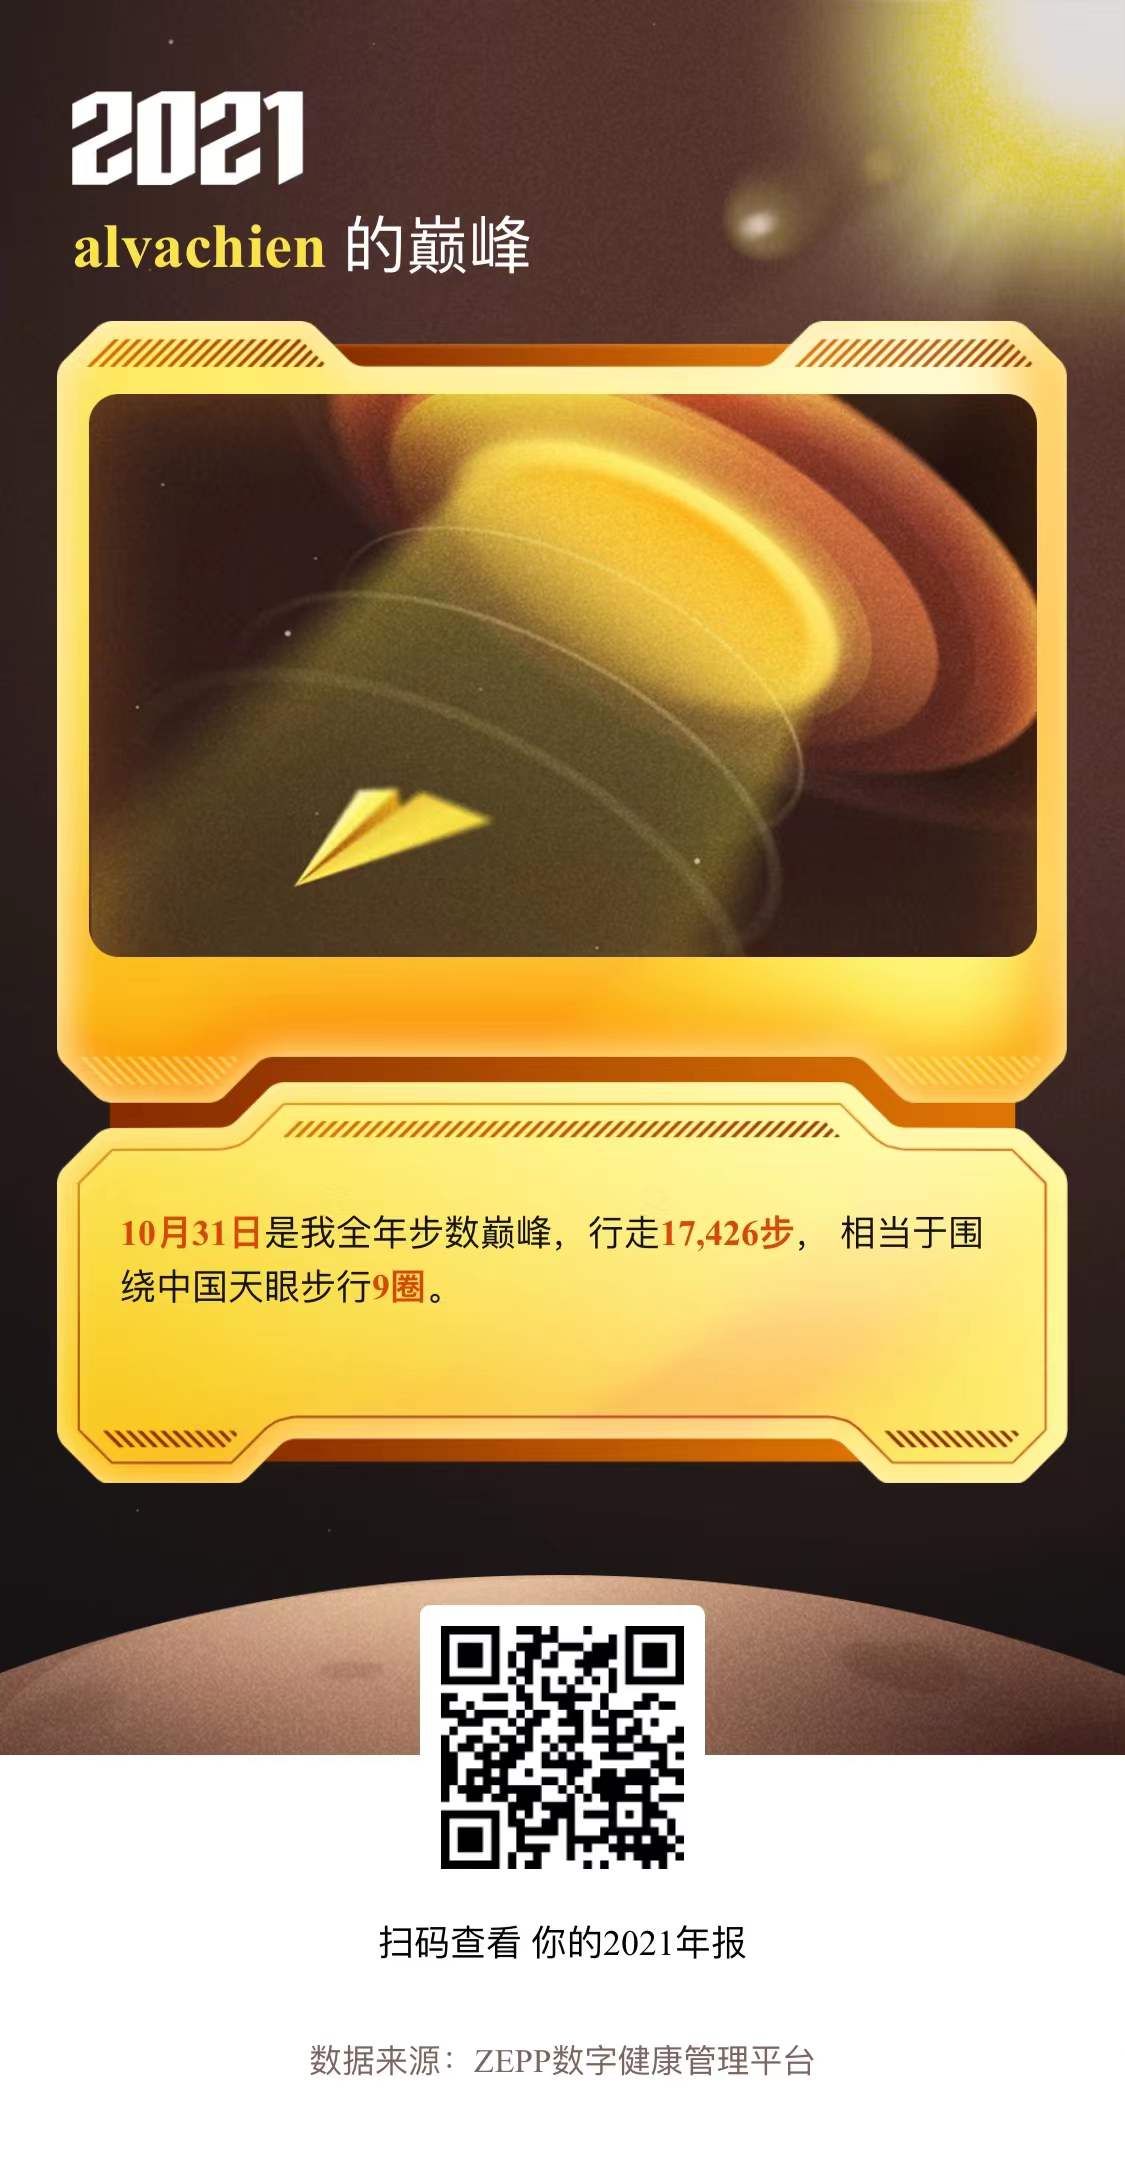 2021
alvachien 的巅峰
10月31日是我全年步数巅峰，行走17,426步， 相当于围
绕中国天眼步行9圈。
扫码查看 你的2021年报
数据来源：ZEPP数字健康管理平台